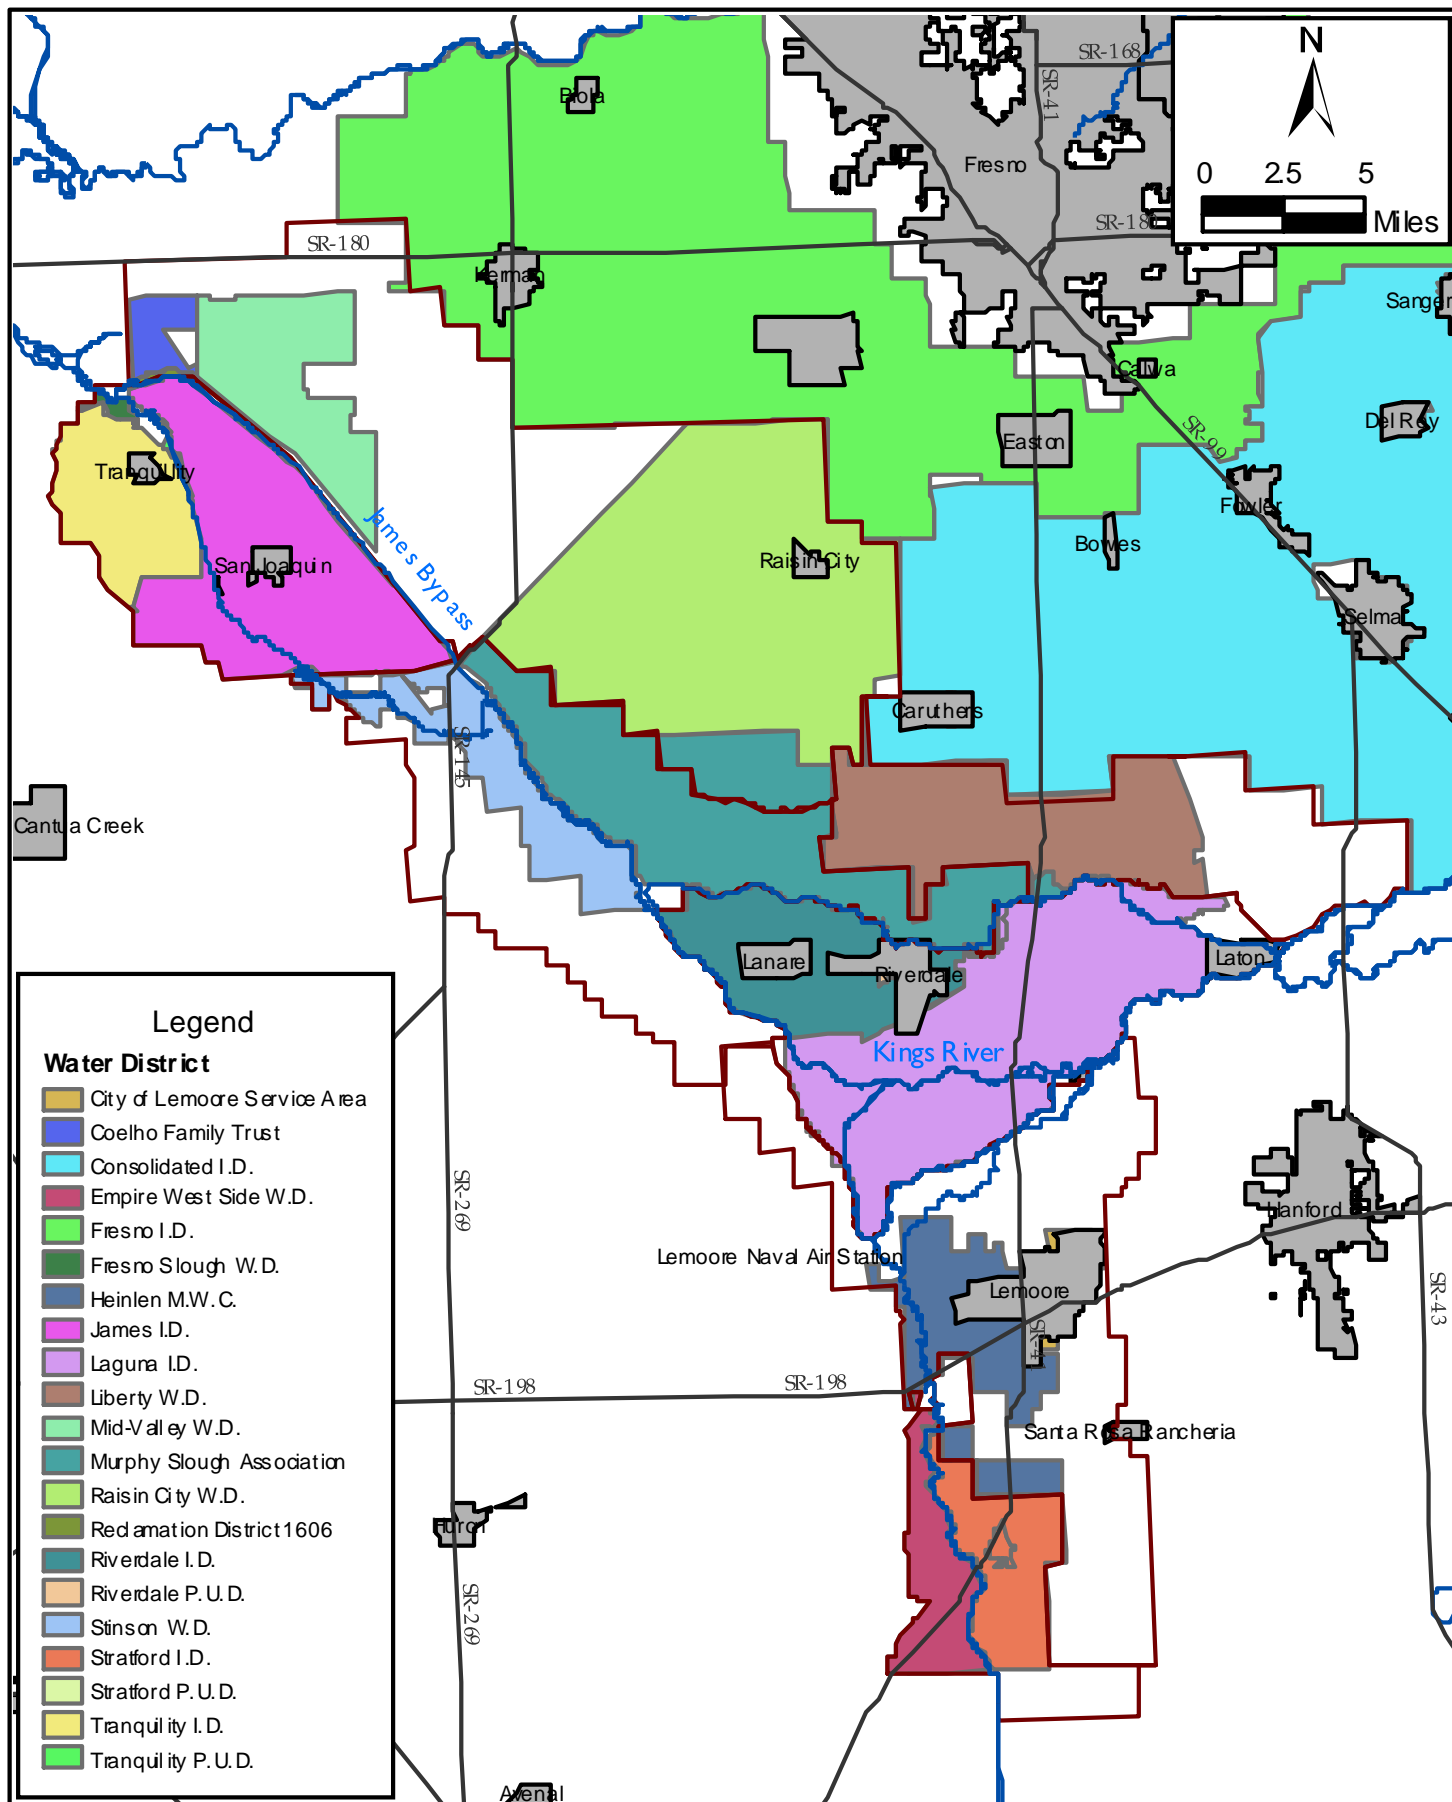 N
0 2.5 5
Miles
SR-168
SR-41
Biola
Fresno
SR-180
SR-180
Kerman
Sanger
Calwa
Del Rey
Easton
SR-99
Tranquility
Fowler
James Bypass
Bowles
Raisin City
San Joaquin
Selma
Caruthers
SR-145
Cantua Creek
Lanare
Riverdale
Laton
Kings River
SR-269
Hanford
Lemoore Naval Air Station
Lemoore
SR-43
SR-41
SR-198
SR-198
Santa Rosa Rancheria
Huron
SR-269
Avenal
Legend
Water District
City of Lemoore Service Area
Coelho Family Trust
Consolidated I.D.
Empire West Side W.D.
Fresno I.D.
Fresno Slough W.D.
Heinlen M.W.C.
James I.D.
Laguna I.D.
Liberty W.D.
Mid-Valley W.D.
Murphy Slough Association
Raisin City W.D.
Reclamation District 1606
Riverdale I.D.
Riverdale P.U.D.
Stinson W.D.
Stratford I.D.
Stratford P.U.D.
Tranquility I.D.
Tranquility P.U.D.